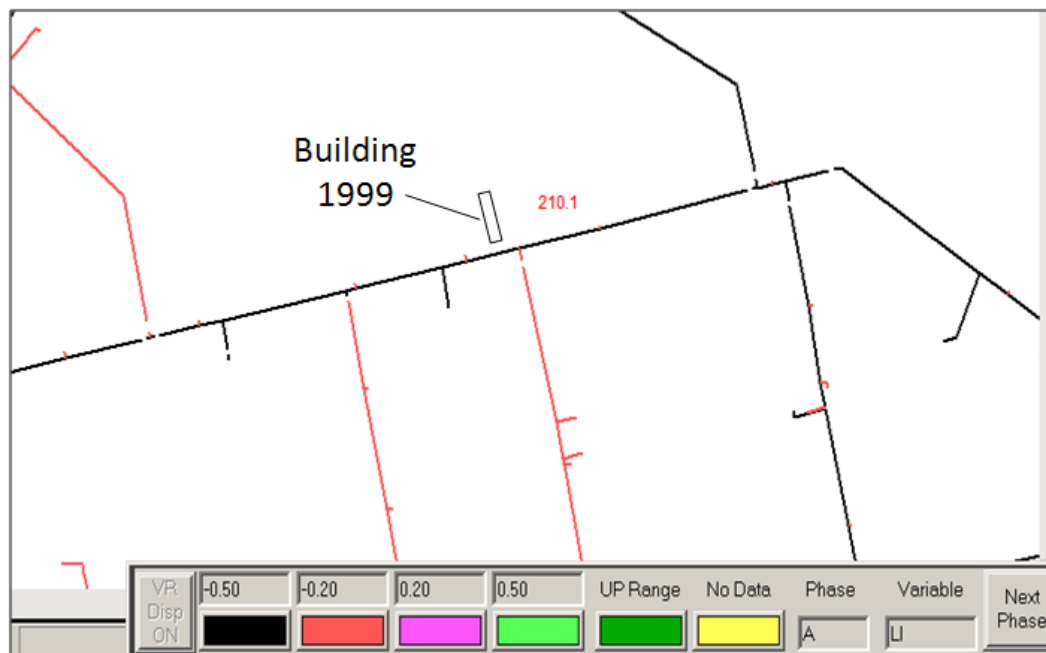 Building
1999
210.1
VR
Disp
ON
-0.50
-0.20
0.20
0.50
UP Range
No Data
Phase
Variable
A
LI
Next
Phase